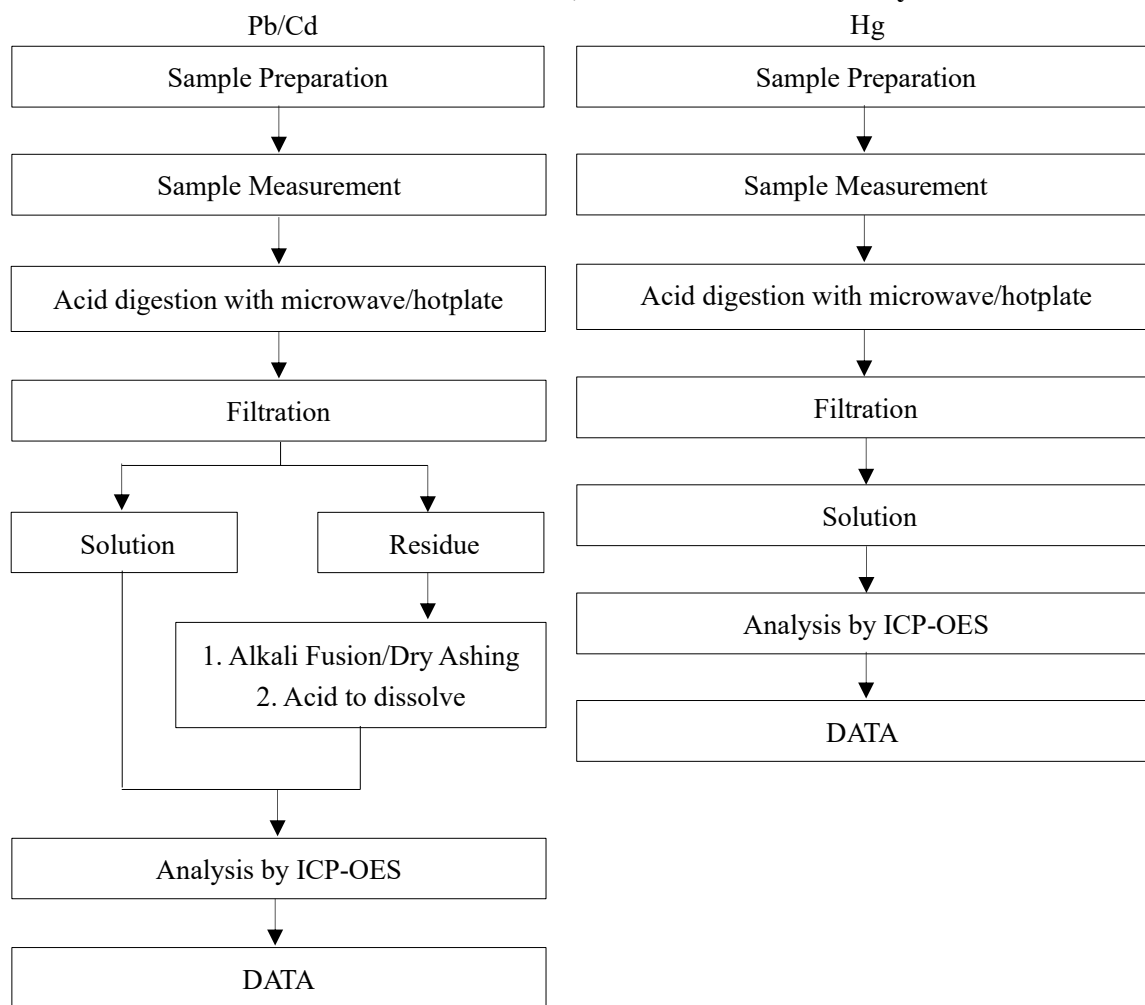 Pb/Cd
Sample Preparation
Sample Measurement
Acid digestion with microwave/hotplate
Filtration
Solution
Residue
1. Alkali Fusion/Dry Ashing
2. Acid to dissolve
Analysis by ICP-OES
DATA
Hg
Sample Preparation
Sample Measurement
Acid digestion with microwave/hotplate
Filtration
Solution
Analysis by ICP-OES
DATA